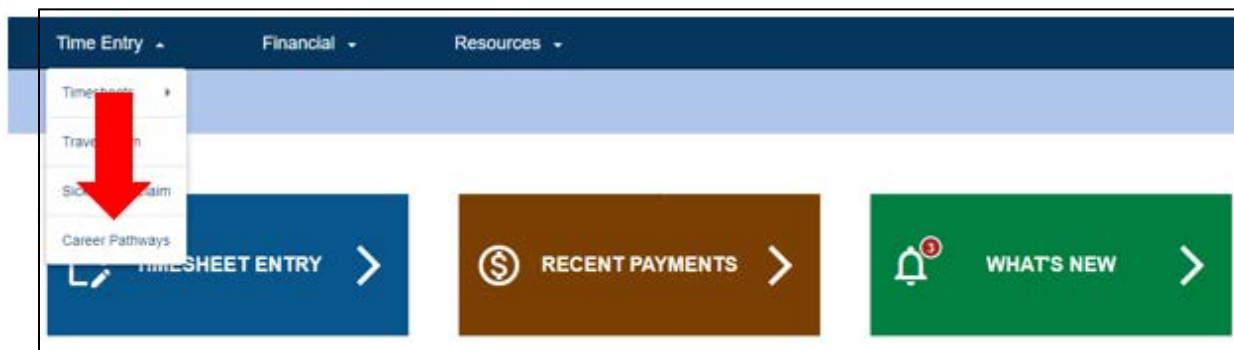 Time Entry Financial Resources
Timesheets
Career Pathways
TIMESHEET ENTRY
RECENT PAYMENTS
3
WHAT'S NEW